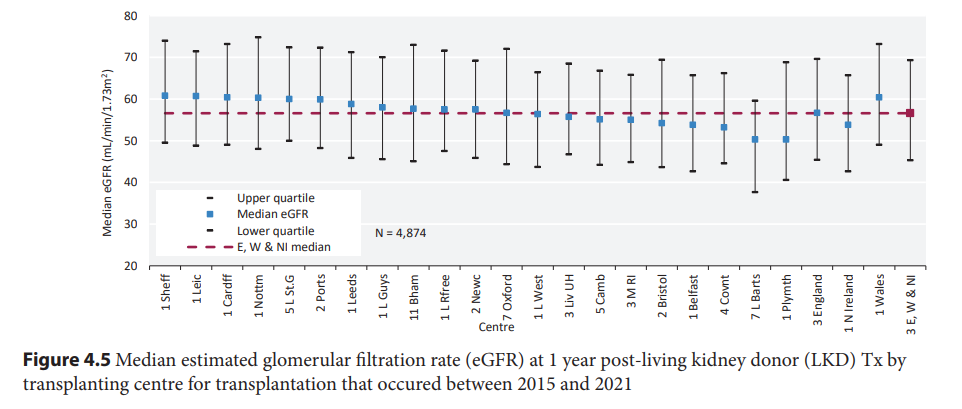 80
70
60
50
40
30
20
Median eGFR (mL/min/1.73m²)
Upper quartile
Median eGFR
Lower quartile
E, W & NI median
N = 4,874
1 Sheff
1 Leic
1 Cardff
1 Nottm
5 L St.G
2 Ports
1 Leeds
1 L Guys
11 Bham
1 L Rfree
2 Newc
7 Oxford
1 L West
3 Liv UH
5 Camb
3 M RI
2 Bristol
1 Belfast
4 Covnt
7 L Barts
1 Plymth
3 England
1 N Ireland
1 Wales
3 E, W & NI
Centre
Figure 4.5 Median estimated glomerular filtration rate (eGFR) at 1 year post-living kidney donor (LKD) Tx by
transplanting centre for transplantation that occured between 2015 and 2021